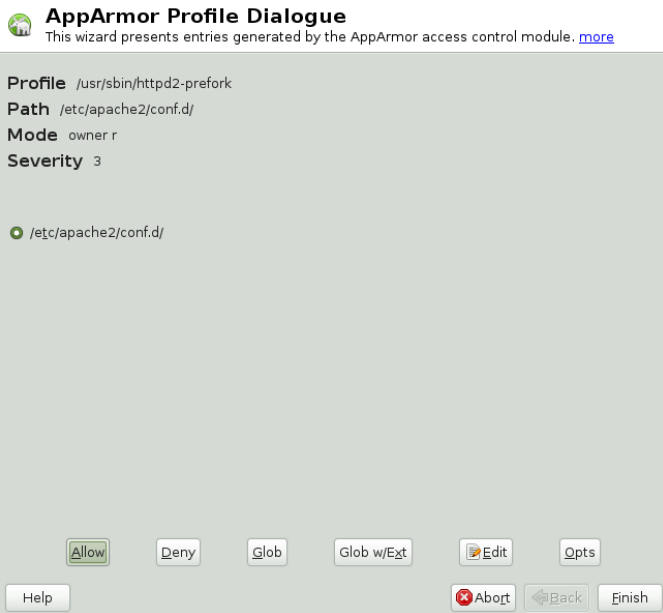 AppArmor Profile Dialogue
This wizard presents entries generated by the AppArmor access control module. more
Profile /usr/sbin/httpd2-prefork
Path /etc/apache2/conf.d/
Mode owner r
Severity 3
/etc/apache2/conf.d/
Allow Deny Glob Glob w/Ext Edit Opts
Help Abort Back Finish